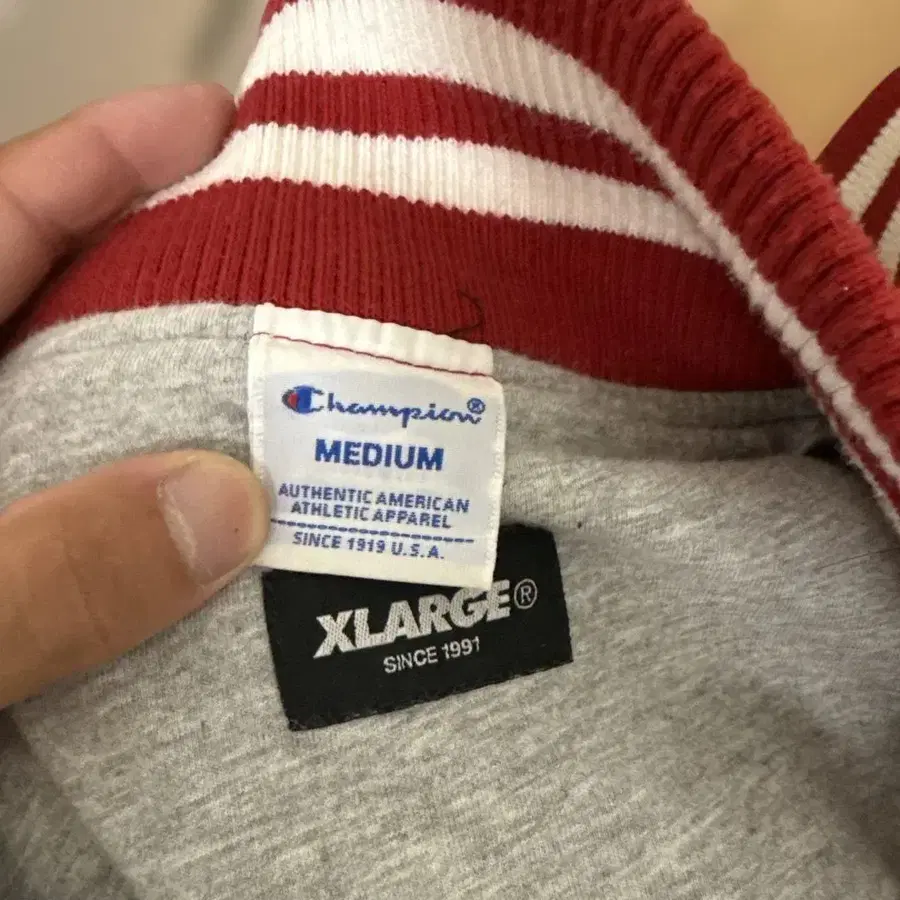 Champion®
MEDIUM
AUTHENTIC AMERICAN
ATHLETIC APPAREL
SINCE 1919 U.S.A.
XLARGE®
SINCE 1991